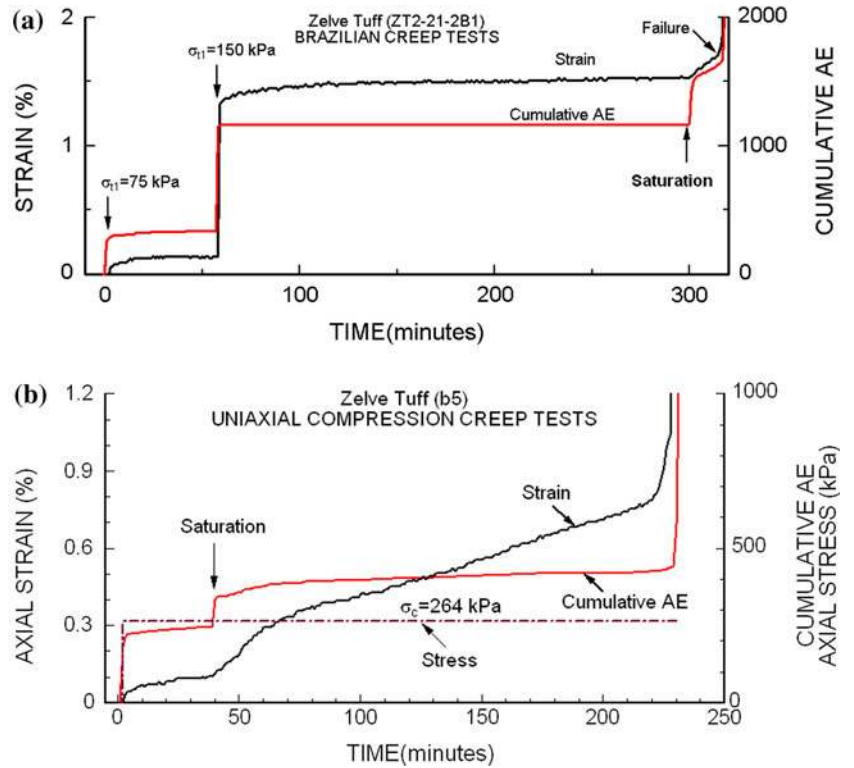 (a)
Zelve Tuff (ZT2-21-2B1)
BRAZILIAN CREEP TESTS
σt1=150 kPa
Failure
Strain
Cumulative AE
σt1=75 kPa
Saturation
STRAIN (%)
2
1
0
CUMULATIVE AE
2000
1000
0
0
100
200
300
TIME(minutes)
(b)
Zelve Tuff (b5)
UNIAXIAL COMPRESSION CREEP TESTS
Saturation
Strain
Cumulative AE
σc=264 kPa
Stress
AXIAL STRAIN (%)
1.2
0.9
0.6
0.3
0
CUMULATIVE AE
AXIAL STRESS (kPa)
1000
500
0
0
50
100
150
200
250
TIME(minutes)